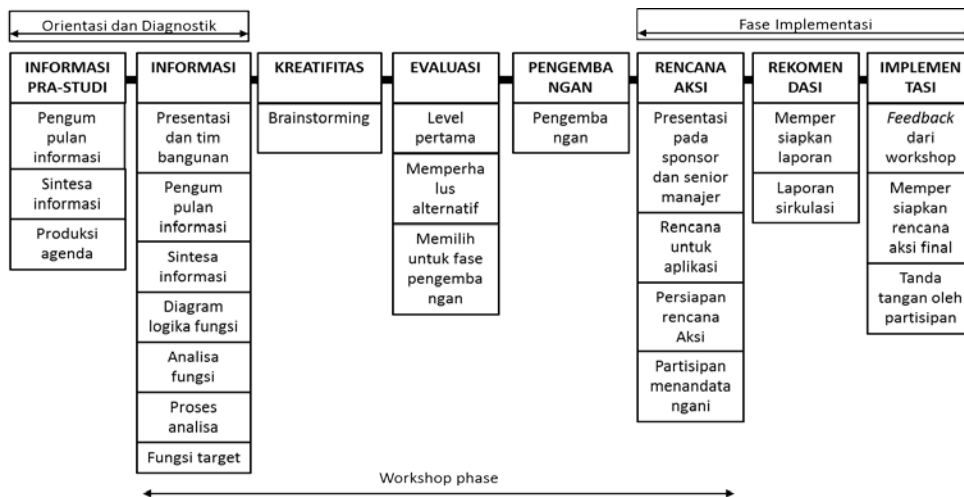 Orientasi dan Diagnostik
Fase Implementasi
INFORMASI
PRA-STUDI
Pengum
pulan
informasi
Sintesa
informasi
Produksi
agenda
INFORMASI
Presentasi
dan tim
bangunan
Pengum
pulan
informasi
Sintesa
informasi
Diagram
logika fungsi
Analisa
fungsi
Proses
analisa
Fungsi target
KREATIFITAS
Brainstorming
EVALUASI
Level
pertama
Memperha
lus
alternatif
Memilih
untuk fase
pengemba
ngan
PENGEMBA
NGAN
Pengemba
ngan
RENCANA
AKSI
Presentasi
pada
sponsor
dan senior
manajer
Rencana
untuk
aplikasi
Persiapan
rencana
Aksi
Partisipan
menandata
ngani
REKOMEN
DASI
Memper
siapkan
laporan
Laporan
sirkulasi
IMPLEMEN
TASI
Feedback
dari
workshop
Memper
siapkan
rencana
aksi final
Tanda
tangan oleh
partisipan
Workshop phase